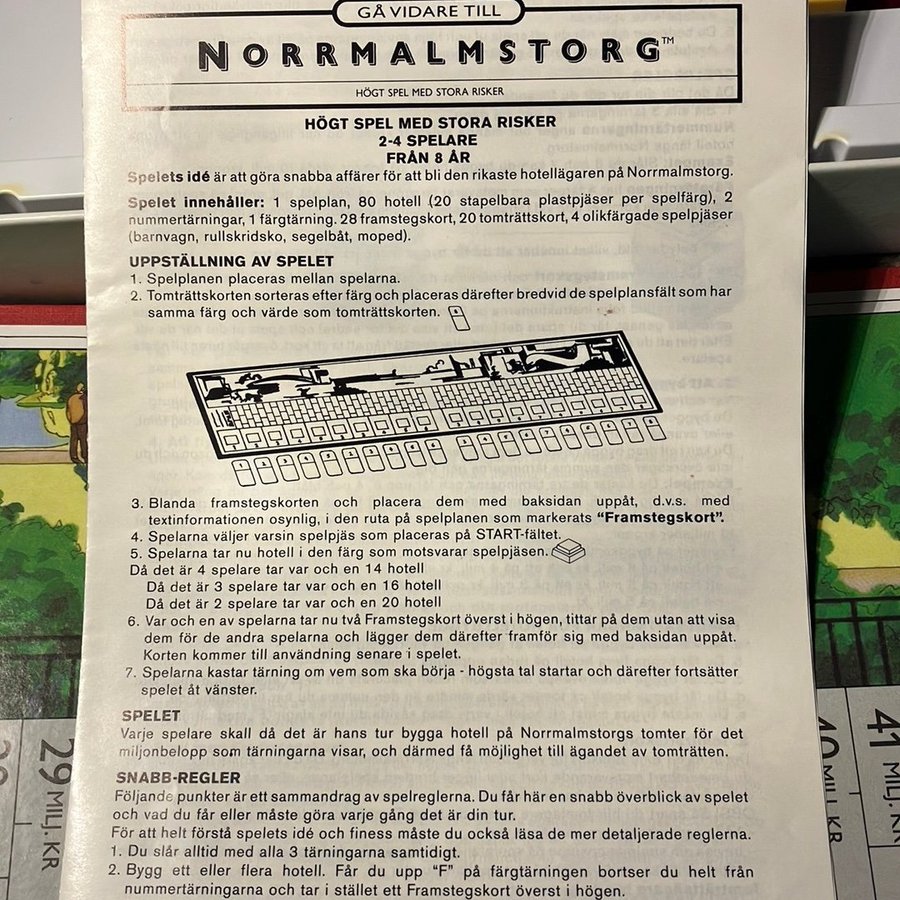 GÅ VIDARE TILL
NORRMALMSTORG™
HÖGT SPEL MED STORA RISKER
HÖGT SPEL MED STORA RISKER
2-4 SPELARE
FRÅN 8 ÅR
Spelets idé är att göra snabba affärer för att bli den rikaste hotellägaren på Norrmalmstorg.
Spelet innehåller: 1 spelplan, 80 hotell (20 stapelbara plastpjäser per spelfärg), 2
nummertärningar, 1 färgtärning. 28 framstegskort, 20 tomträttskort, 4 olikfärgade spelpjäser
(barnvagn, rullskridsko, segelbåt, moped).
UPPSTÄLLNING AV SPELET
1. Spelplanen placeras mellan spelarna.
2. Tomträttskorten sorteras efter färg och placeras därefter bredvid de spelplansfält som har
samma färg och värde som tomträttskorten.
3. Blanda framstegskorten och placera dem med baksidan uppåt, d.v.s. med
textinformationen osynlig, i den ruta på spelplanen som markerats “Framstegskort”.
4. Spelarna väljer varsin spelpjäs som placeras på START-fältet.
5. Spelarna tar nu hotell i den färg som motsvarar spelpjäsen.
Då det är 4 spelare tar var och en 14 hotell
Då det är 3 spelare tar var och en 16 hotell
Då det är 2 spelare tar var och en 20 hotell
6. Var och en av spelarna tar nu två Framstegskort överst i högen, tittar på dem utan att visa
dem för de andra spelarna och lägger dem därefter framför sig med baksidan uppåt.
Korten kommer till användning senare i spelet.
7. Spelarna kastar tärning om vem som ska börja - högsta tal startar och därefter fortsätter
spelet åt vänster.
SPELET
Varje spelare skall då det är hans tur bygga hotell på Norrmalmstorgs tomter för det
miljonbelopp som tärningarna visar, och därmed få möjlighet till ägandet av tomträtten.
SNABB-REGLER
Följande punkter är ett sammandrag av spelreglerna. Du får här en snabb överblick av spelet
och vad du får eller måste göra varje gång det är din tur.
För att helt förstå spelets idé och finess måste du också läsa de mer detaljerade reglerna.
1. Du slår alltid med alla 3 tärningarna samtidigt.
2. Bygg ett eller flera hotell. Får du upp “F” på färgtärningen bortser du helt från
nummertärningarna och tar i stället ett Framstegskort överst i högen.
29 MILJ. KR
41 MILJ. KR